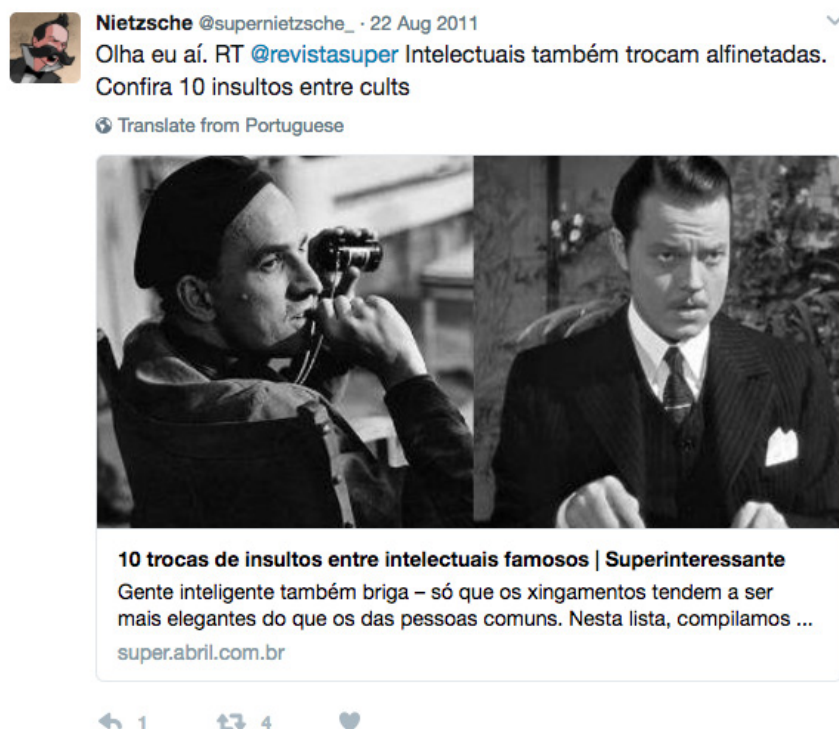 Nietzsche @supernietzsche_ · 22 Aug 2011
Olha eu aí. RT @revistasuper Intelectuais também trocam alfinetadas.
Confira 10 insultos entre cults
Translate from Portuguese
10 trocas de insultos entre intelectuais famosos | Superinteressante
Gente inteligente também briga – só que os xingamentos tendem a ser
mais elegantes do que os das pessoas comuns. Nesta lista, compilamos ...
super.abril.com.br
1 4